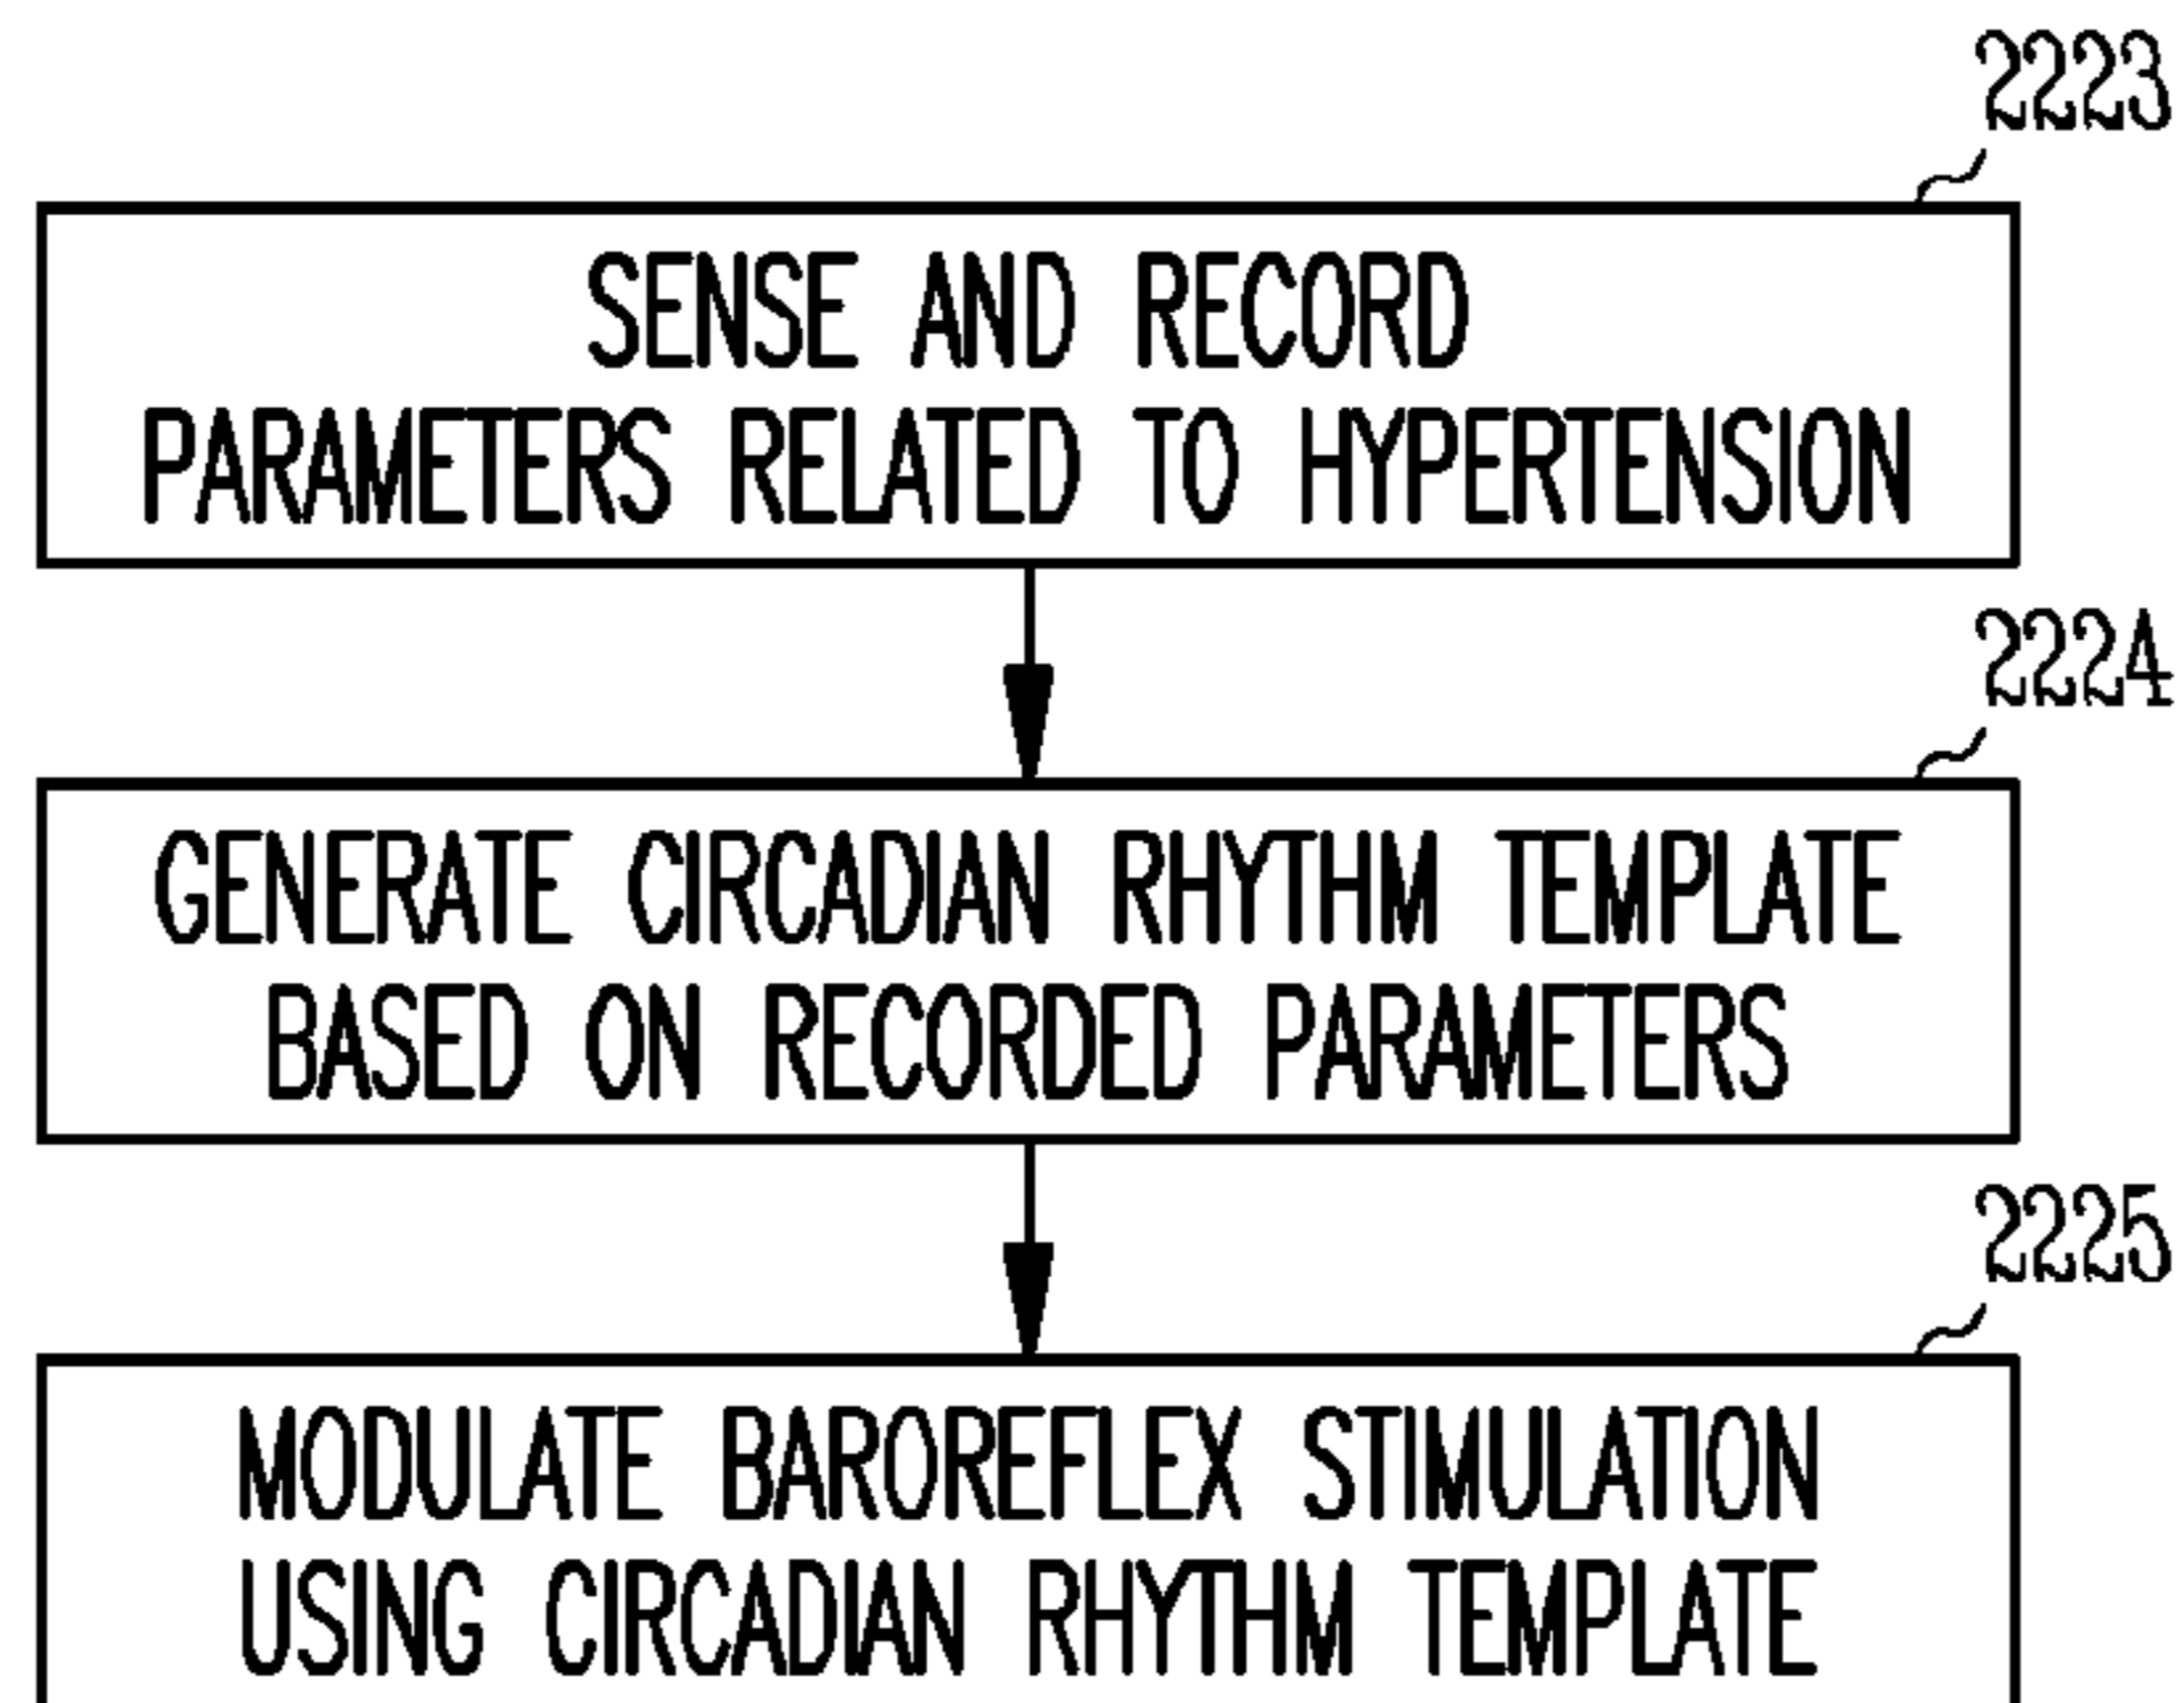 2223
SENSE AND RECORD
PARAMETERS RELATED TO HYPERTENSION
2224
GENERATE CIRCADIAN RHYTHM TEMPLATE
BASED ON RECORDED PARAMETERS
2225
MODULATE BAROREFLEX STIMULATION
USING CIRCADIAN RHYTHM TEMPLATE